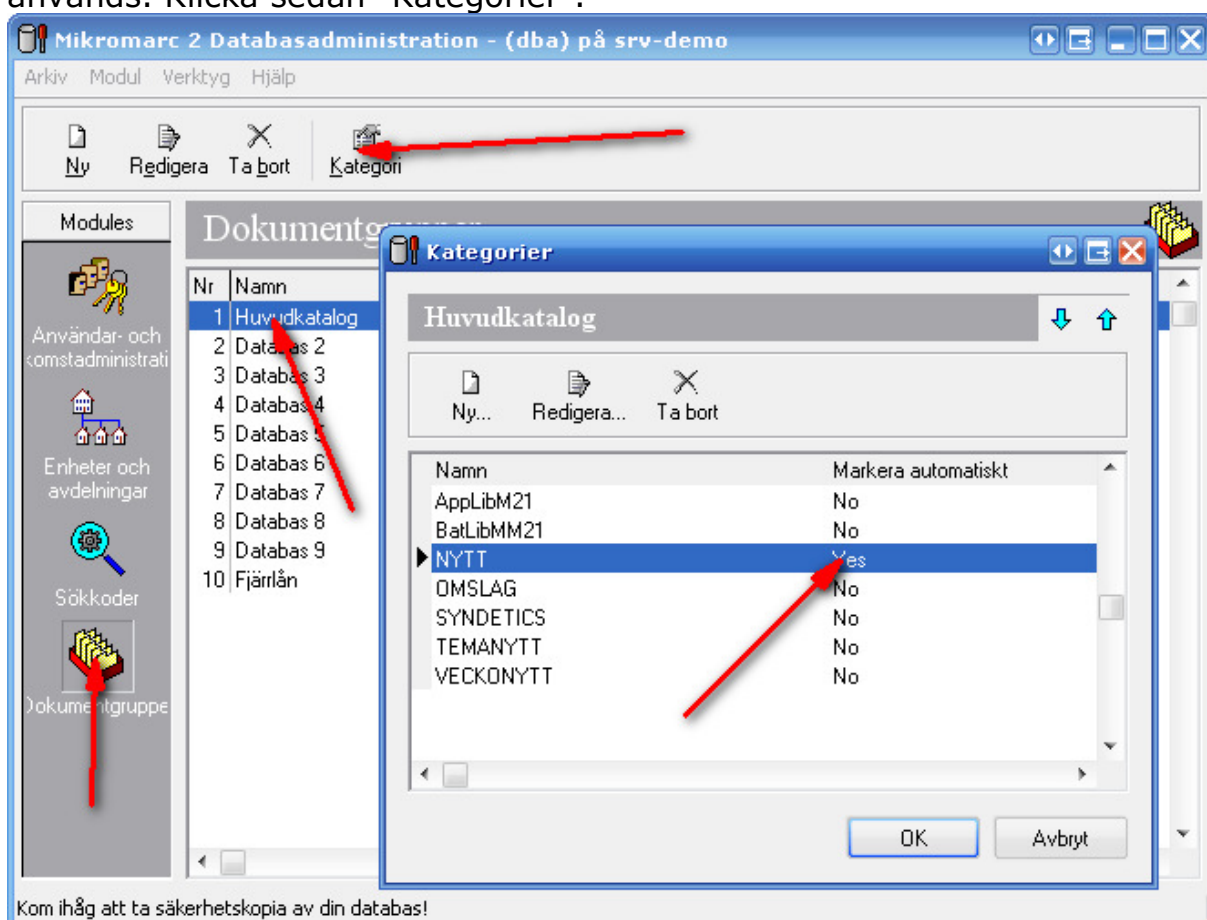 används. Klicka sedan "Kategorier".
Mikromarc 2 Databasadministration - (dba) på srv-demo
Arkiv Modul Verktyg Hjälp
Ny Redigera Ta bort Kategori
Modules
Användar- och
komstadministrati
Enheter och
avdelningar
Sökkoder
Dokumentgruppe
Nr Namn
1 Huvudkatalog
2 Databas 2
3 Databas 3
4 Databas 4
5 Databas 5
6 Databas 6
7 Databas 7
8 Databas 8
9 Databas 9
10 Fjärrlån
Kategorier
Huvudkatalog
Ny... Redigera... Ta bort
Namn Markera automatiskt
AppLibM21 No
BatLibMM21 No
NYTT Yes
OMSLAG No
SYNDETICS No
TEMANYTT No
VECKONYTT No
OK Avbryt
Kom ihåg att ta säkerhetskopia av din databas!